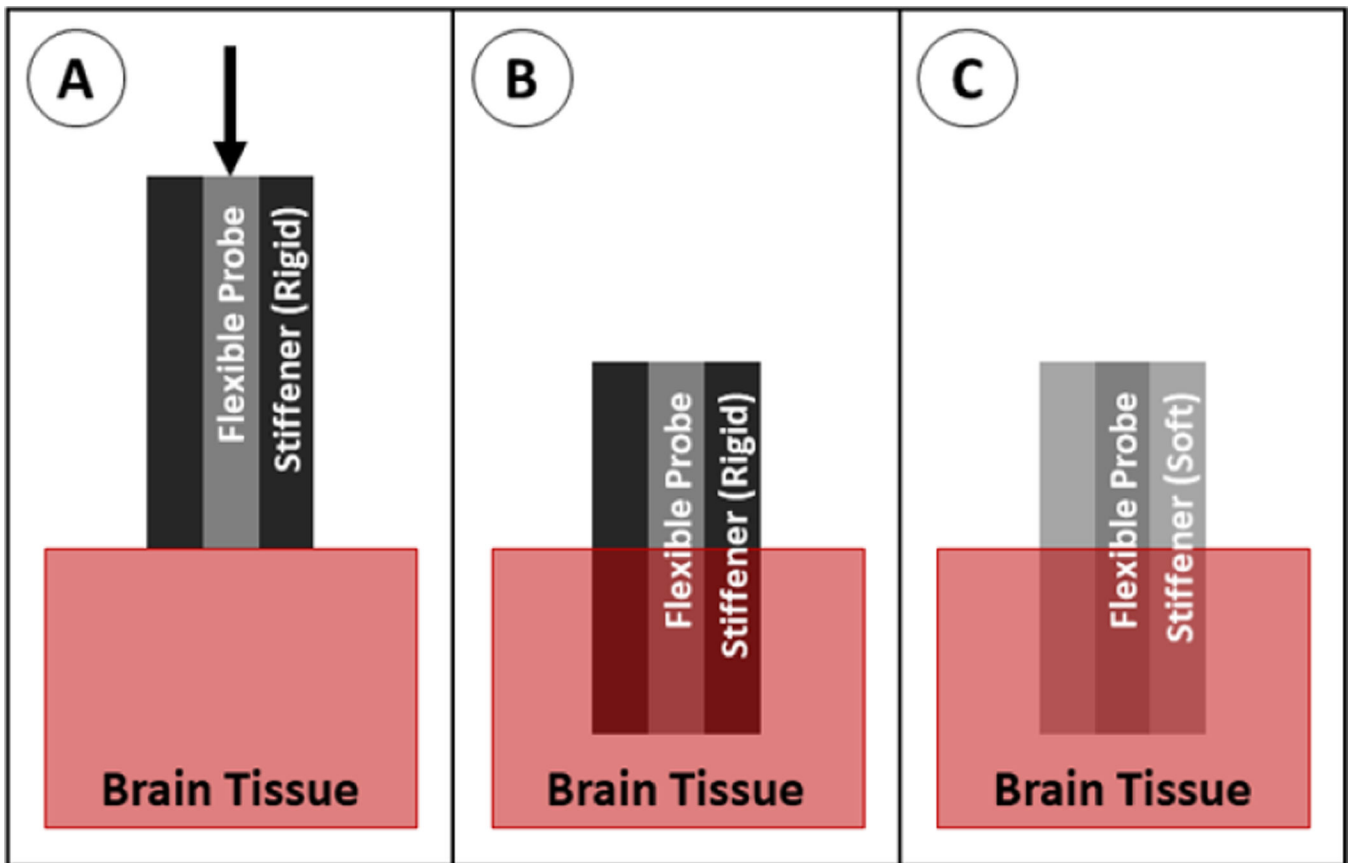 A
Flexible Probe
Stiffener (Rigid)
Brain Tissue
B
Flexible Probe
Stiffener (Rigid)
Brain Tissue
C
Flexible Probe
Stiffener (Soft)
Brain Tissue